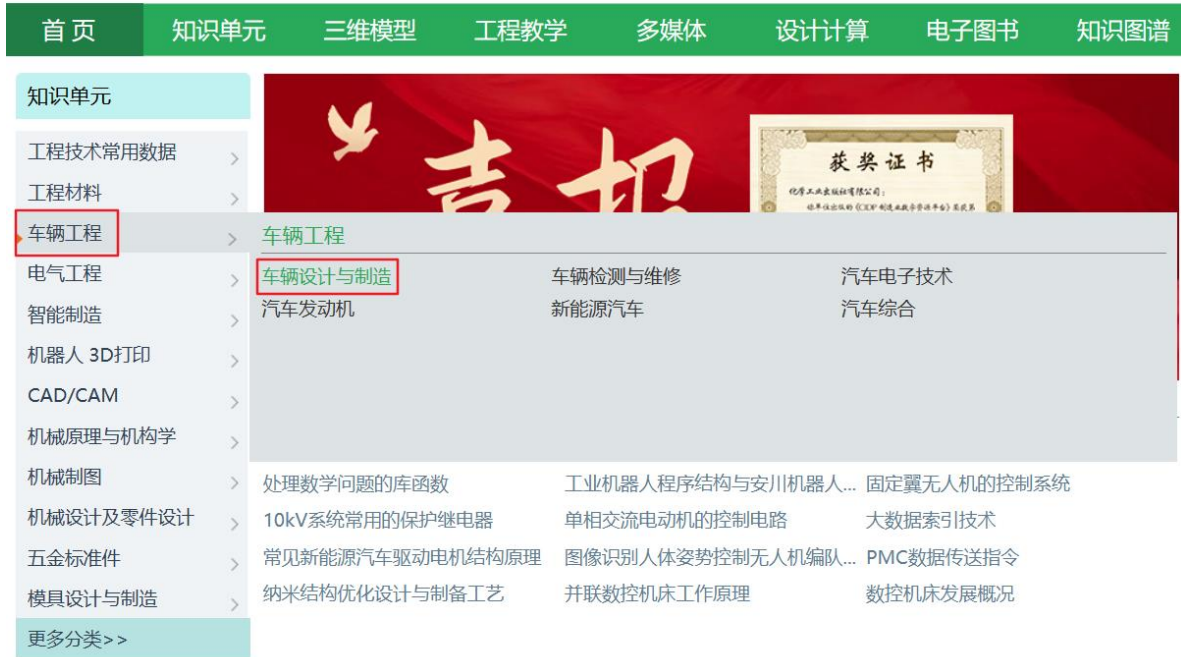 首页 知识单元 三维模型 工程教学 多媒体 设计计算 电子图书 知识图谱
知识单元
工程技术常用数据
工程材料
车辆工程
电气工程
智能制造
机器人 3D打印
CAD/CAM
机械原理与机构学
机械制图
机械设计及零件设计
五金标准件
模具设计与制造
更多分类>>
获奖证书
化学工业出版社有限公司：
车辆工程
车辆设计与制造 车辆检测与维修 汽车电子技术
汽车发动机 新能源汽车 汽车综合
处理数学问题的库函数 工业机器人程序结构与安川机器人... 固定翼无人机的控制系统
10kV系统常用的保护继电器 单相交流电动机的控制电路 大数据索引技术
常见新能源汽车驱动电机结构原理 图像识别人体姿势控制无人机编队... PMC数据传送指令
纳米结构优化设计与制备工艺 并联数控机床工作原理 数控机床发展概况